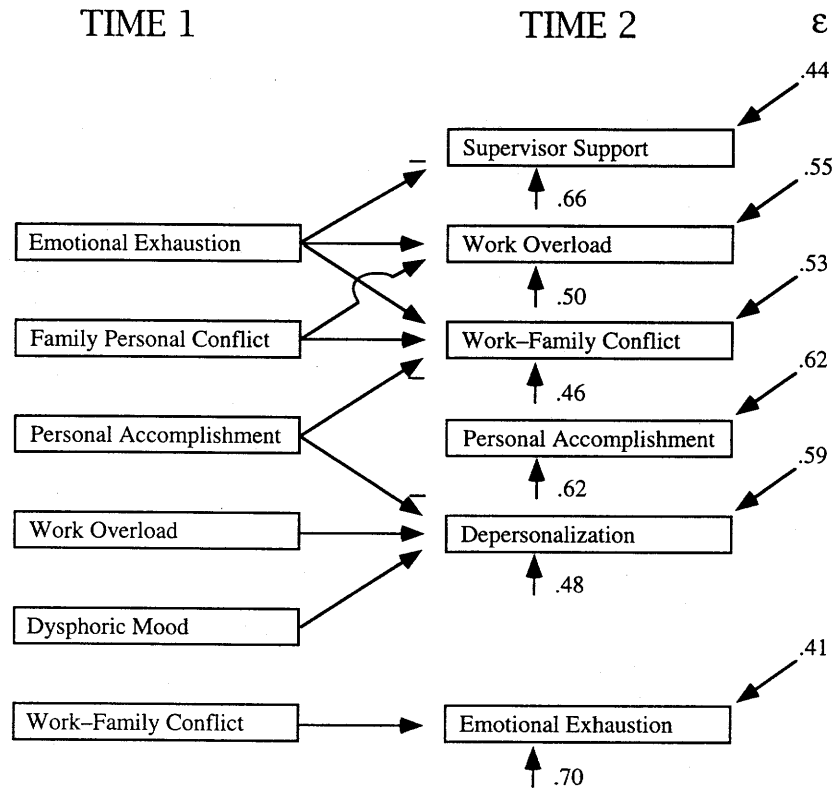 TIME 1 TIME 2 ε
.44
– Supervisor Support
.66 .55
Emotional Exhaustion Work Overload
.50 .53
Family Personal Conflict Work–Family Conflict
– .46 .62
Personal Accomplishment Personal Accomplishment
.59
– .62
Work Overload Depersonalization
.48
Dysphoric Mood
.41
Work–Family Conflict Emotional Exhaustion
.70